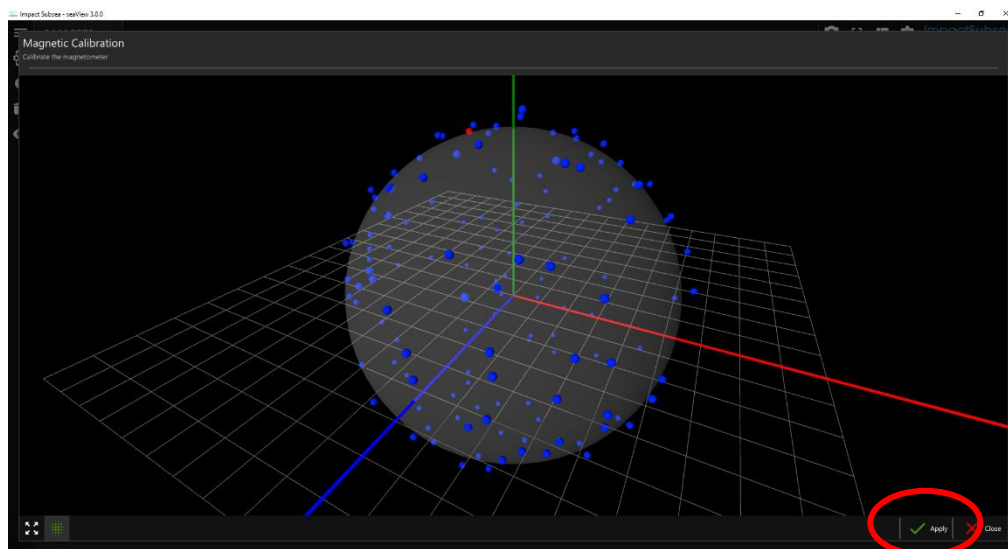 Impact Subsea - seaView 3.0.0
Magnetic Calibration
Calibrate the magnetometer
Apply
Close